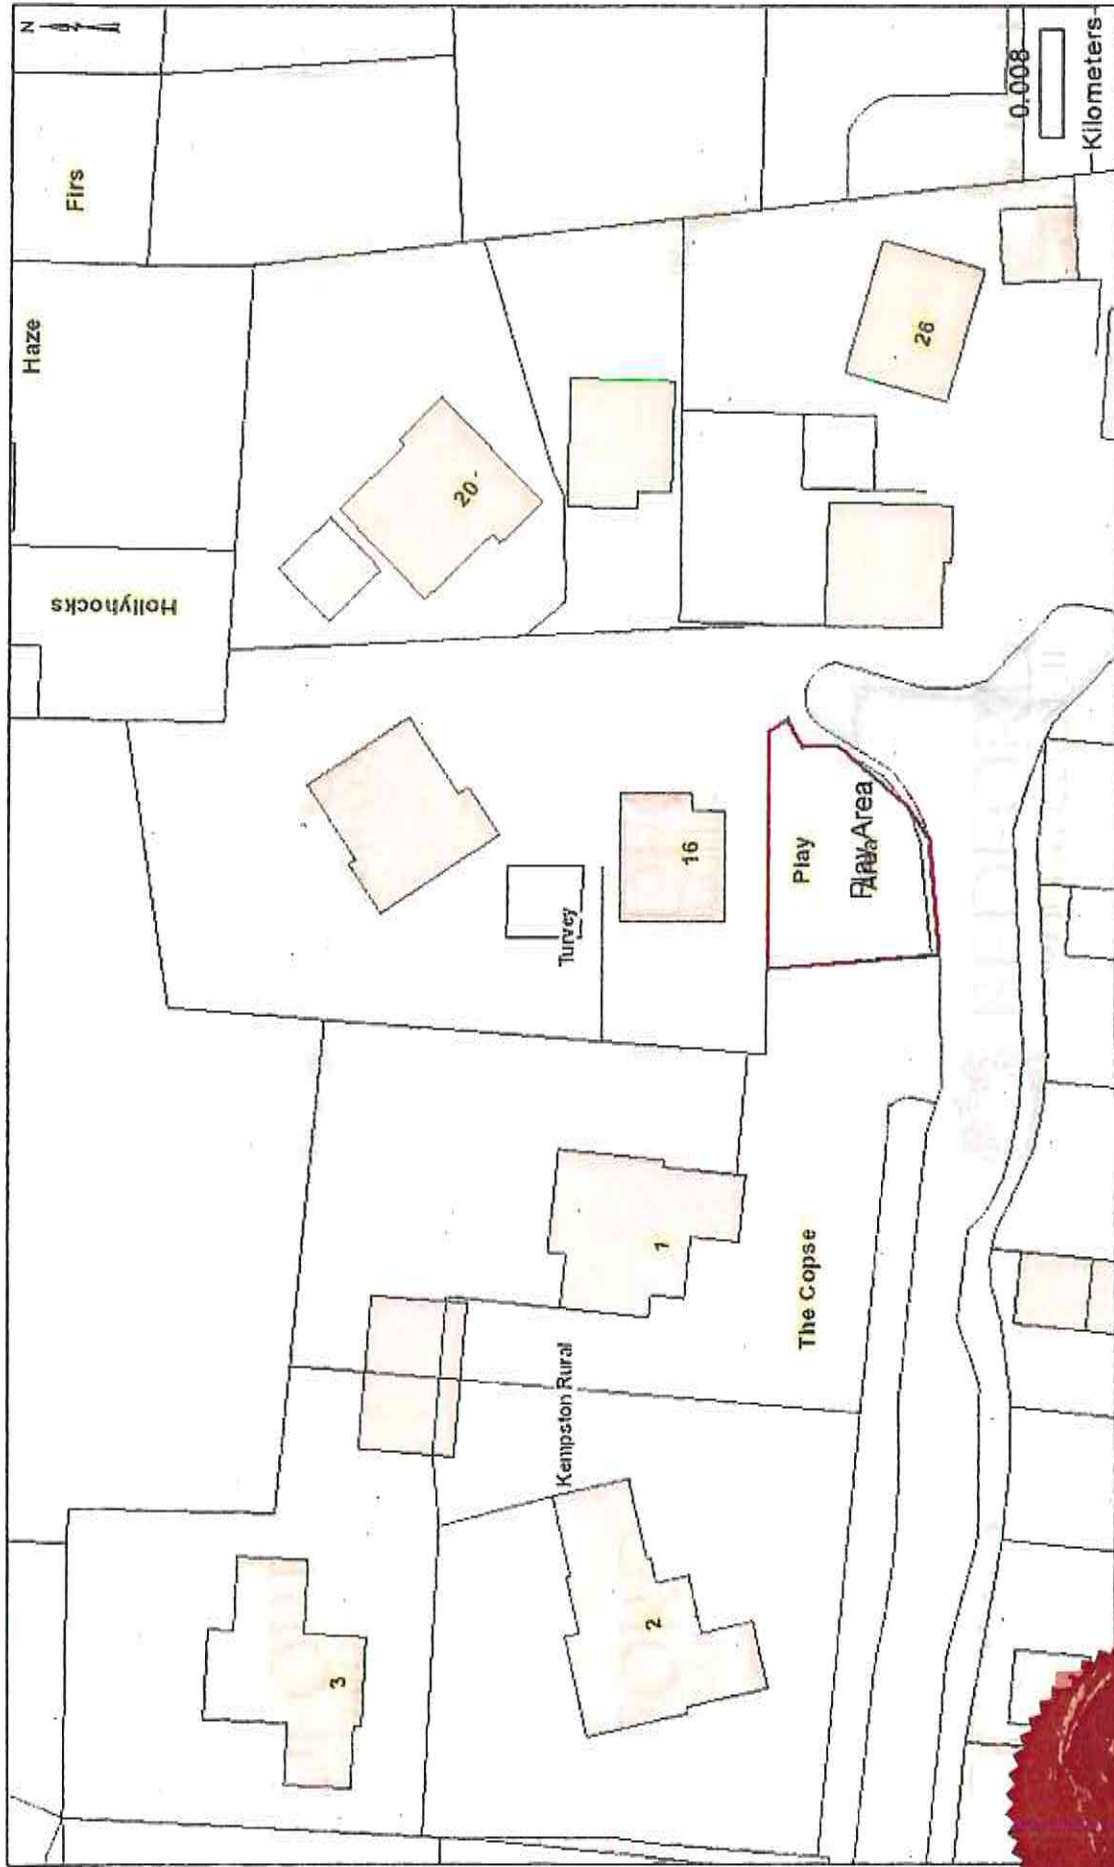 N
Firs
Haze
Hollyhocks
20
26
16
Turvey
Play
Area
Play Area
1
The Copse
Kempston Rural
2
3
0.008
Kilometers